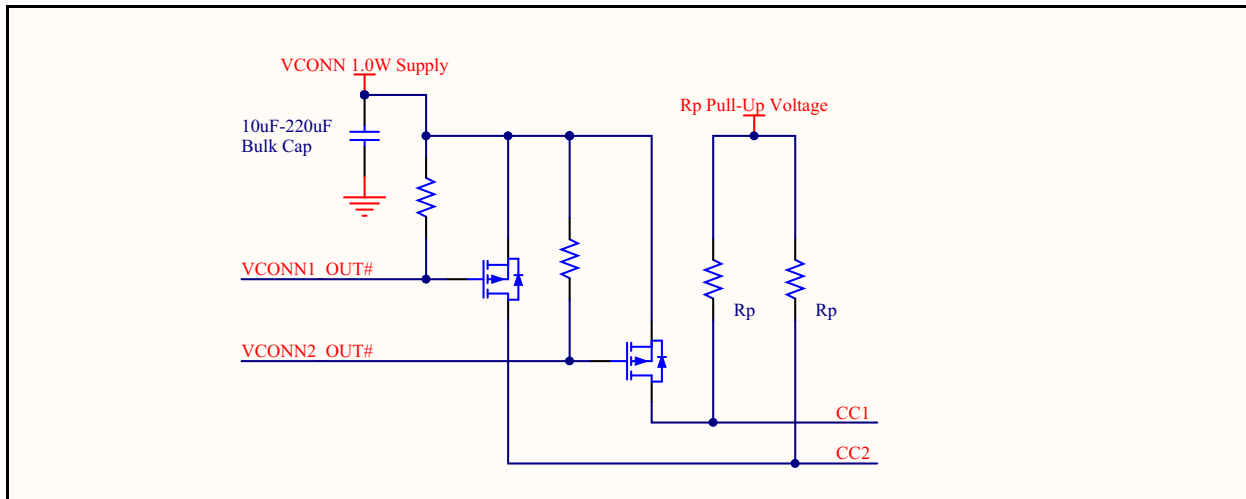 VCONN 1.0W Supply
Rp Pull-Up Voltage
10uF-220uF
Bulk Cap
VCONN1_OUT#
Rp
Rp
VCONN2_OUT#
CC1
CC2